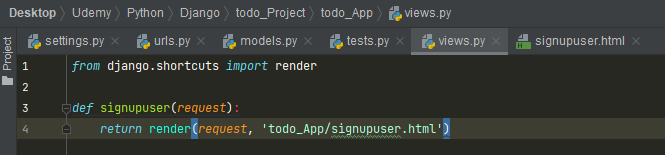 Desktop Udemy Python Django todo_Project todo_App views.py
settings.py urls.py models.py tests.py views.py signupuser.html
Project
1 from django.shortcuts import render
2
3 def signupuser(request):
4 return render(request, 'todo_App/signupuser.html')